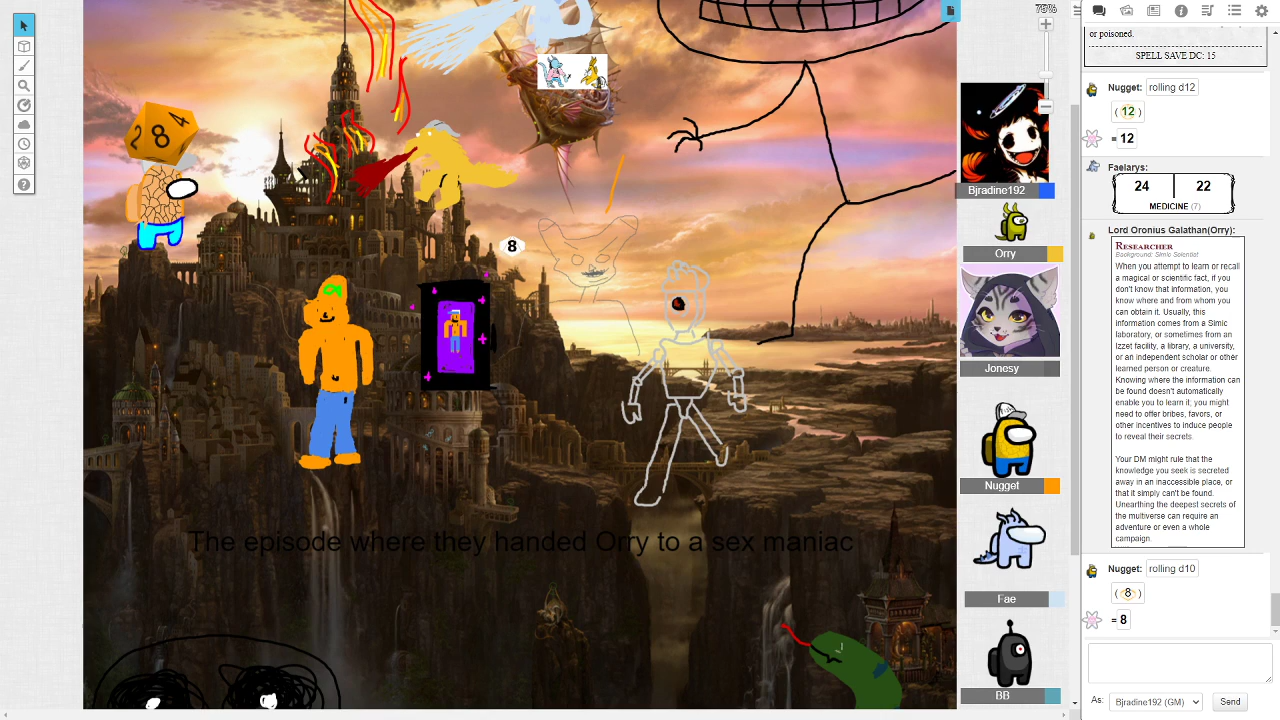 78%
or poisoned.
SPELL SAVE DC: 15
Nugget: rolling d12
( 12 )
= 12
Faelarys:
24 22
MEDICINE (7)
Lord Oronius Galathan(Orry):
RESEARCHER
Background: Simic Scientist
When you attempt to learn or recall
a magical or scientific fact, if you
don't know that information, you
know where and from whom you
can obtain it. Usually, this
information comes from a Simic
laboratory, or sometimes from an
Izzet facility, a library, a university,
or an independent scholar or other
learned person or creature.
Knowing where the information can
be found doesn't automatically
enable you to learn it; you might
need to offer bribes, favors, or
other incentives to induce people
to reveal their secrets.
Your DM might rule that the
knowledge you seek is secreted
away in an inaccessible place, or
that it simply can't be found.
Unearthing the deepest secrets of
the multiverse can require an
adventure or even a whole
campaign.
Nugget: rolling d10
( 8 )
= 8
As: Bjradine192 (GM) Send
Bjradine192
Orry
Jonesy
Nugget
Fae
BB
2 8 4
8
The episode where they handed Orry to a sex maniac